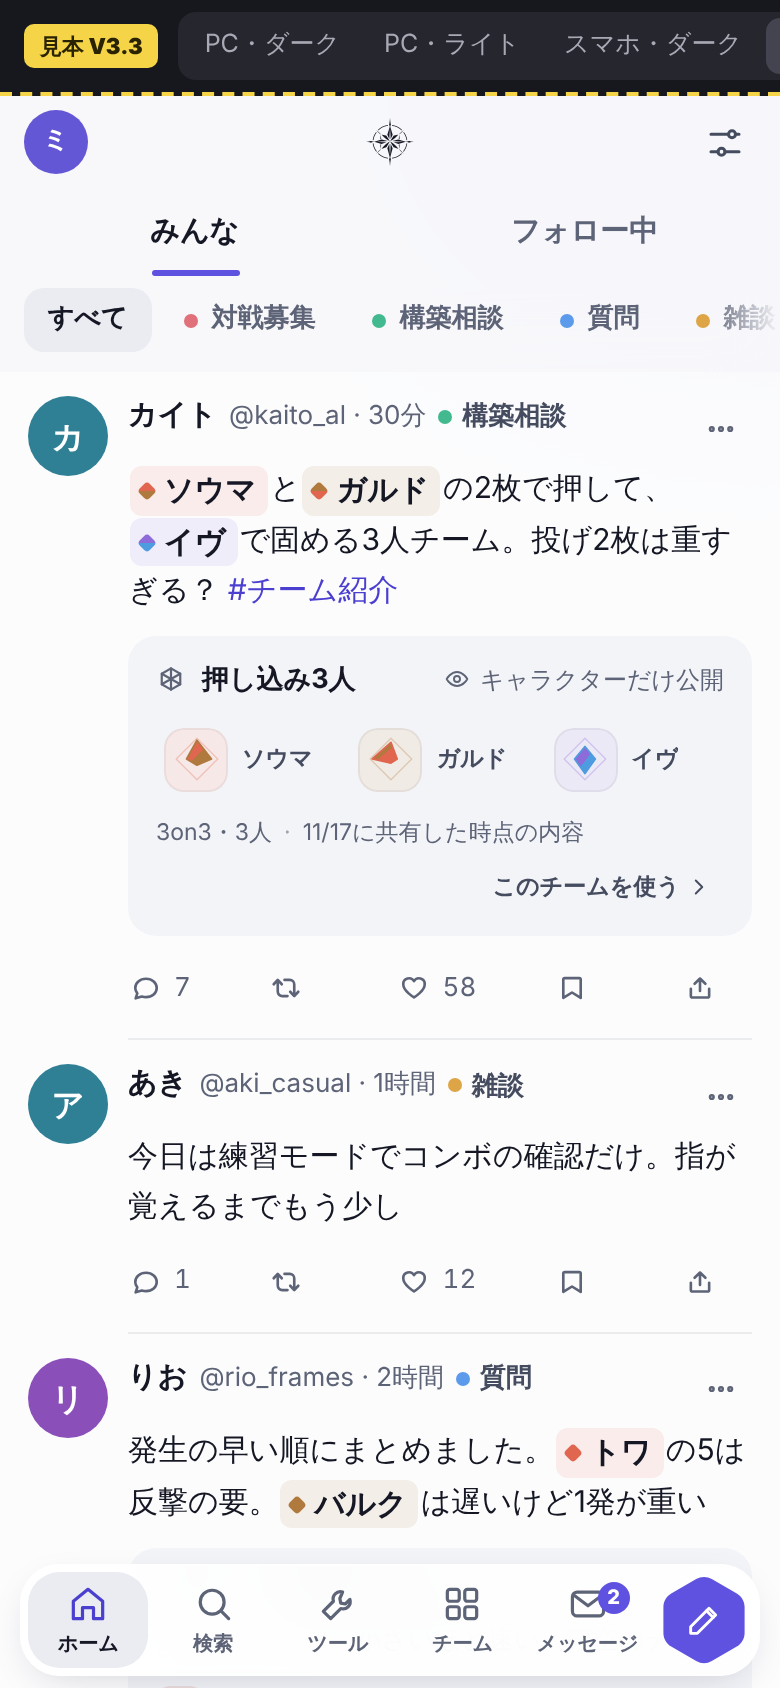 見本 V3.3
PC・ダーク PC・ライト スマホ・ダーク
ミ
みんな フォロー中
すべて 対戦募集 構築相談 質問 雑談
カ
カイト @kaito_al · 30分 構築相談
ソウマ と ガルド の2枚で押して、
イヴ で固める3人チーム。投げ2枚は重す
ぎる？ #チーム紹介
押し込み3人 キャラクターだけ公開
ソウマ ガルド イヴ
3on3・3人 · 11/17に共有した時点の内容
このチームを使う
7 58
ア
あき @aki_casual · 1時間 雑談
今日は練習モードでコンボの確認だけ。指が
覚えるまでもう少し
1 12
リ
りお @rio_frames · 2時間 質問
発生の早い順にまとめました。 トワ の5は
反撃の要。 バルク は遅いけど1発が重い
2
ホーム 検索 ツール チーム メッセージ